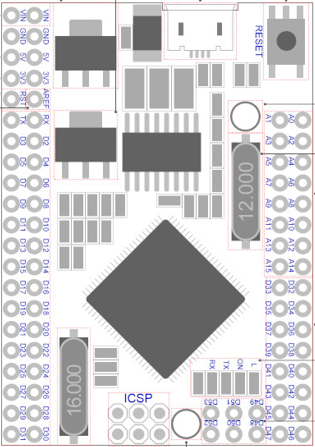 VIN VIN
GND GND
5V 5V
3V3 3V3
RST AREF
TX RX
D3 D2
D5 D4
D7 D6
D9 D8
D11 D10
D13 D12
D15 D14
D17 D16
D19 D18
D21 D20
D23 D22
D25 D24
D27 D26
D29 D28
D31 D30
RESET
12.000
16.000
ICSP
RX TX ON L
D53 D51 D49
D52 D50 D48
A1 A0
A3 A2
A5 A4
A7 A6
A9 A8
A11 A10
A13 A12
A15 A14
D33 D32
D35 D34
D37 D36
D39 D38
D41 D40
D43 D42
D45 D44
D47 D46